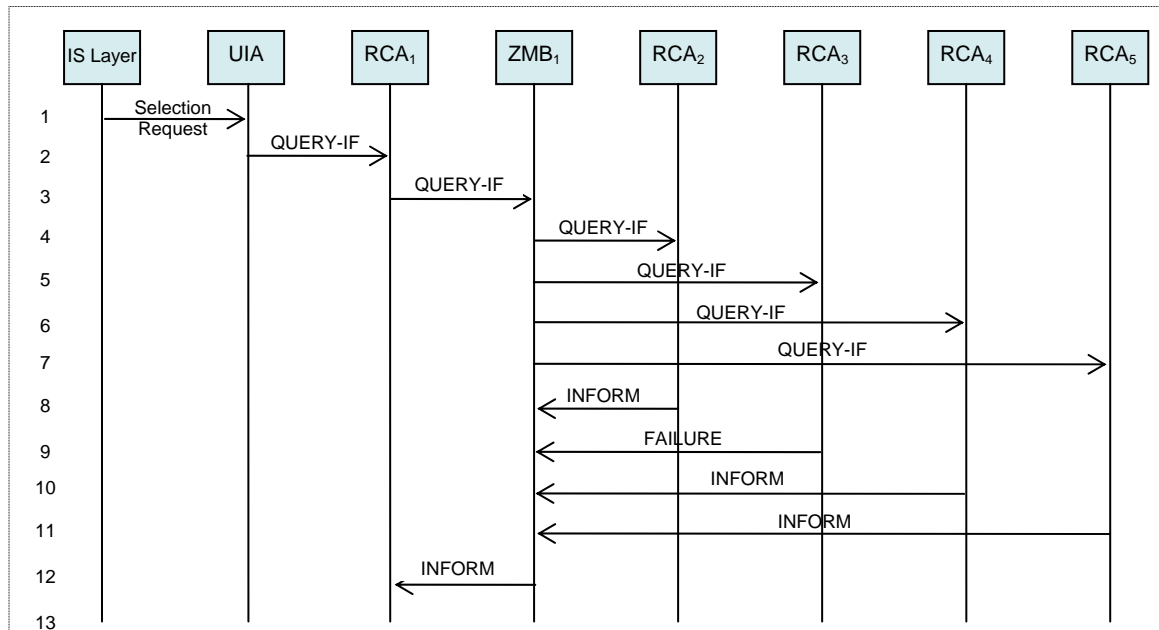 IS Layer UIA RCA₁ ZMB₁ RCA₂ RCA₃ RCA₄ RCA₅
1 Selection
Request
2 QUERY-IF
3 QUERY-IF
4 QUERY-IF
5 QUERY-IF
6 QUERY-IF
7 QUERY-IF
8 INFORM
9 FAILURE
10 INFORM
11 INFORM
12 INFORM
13